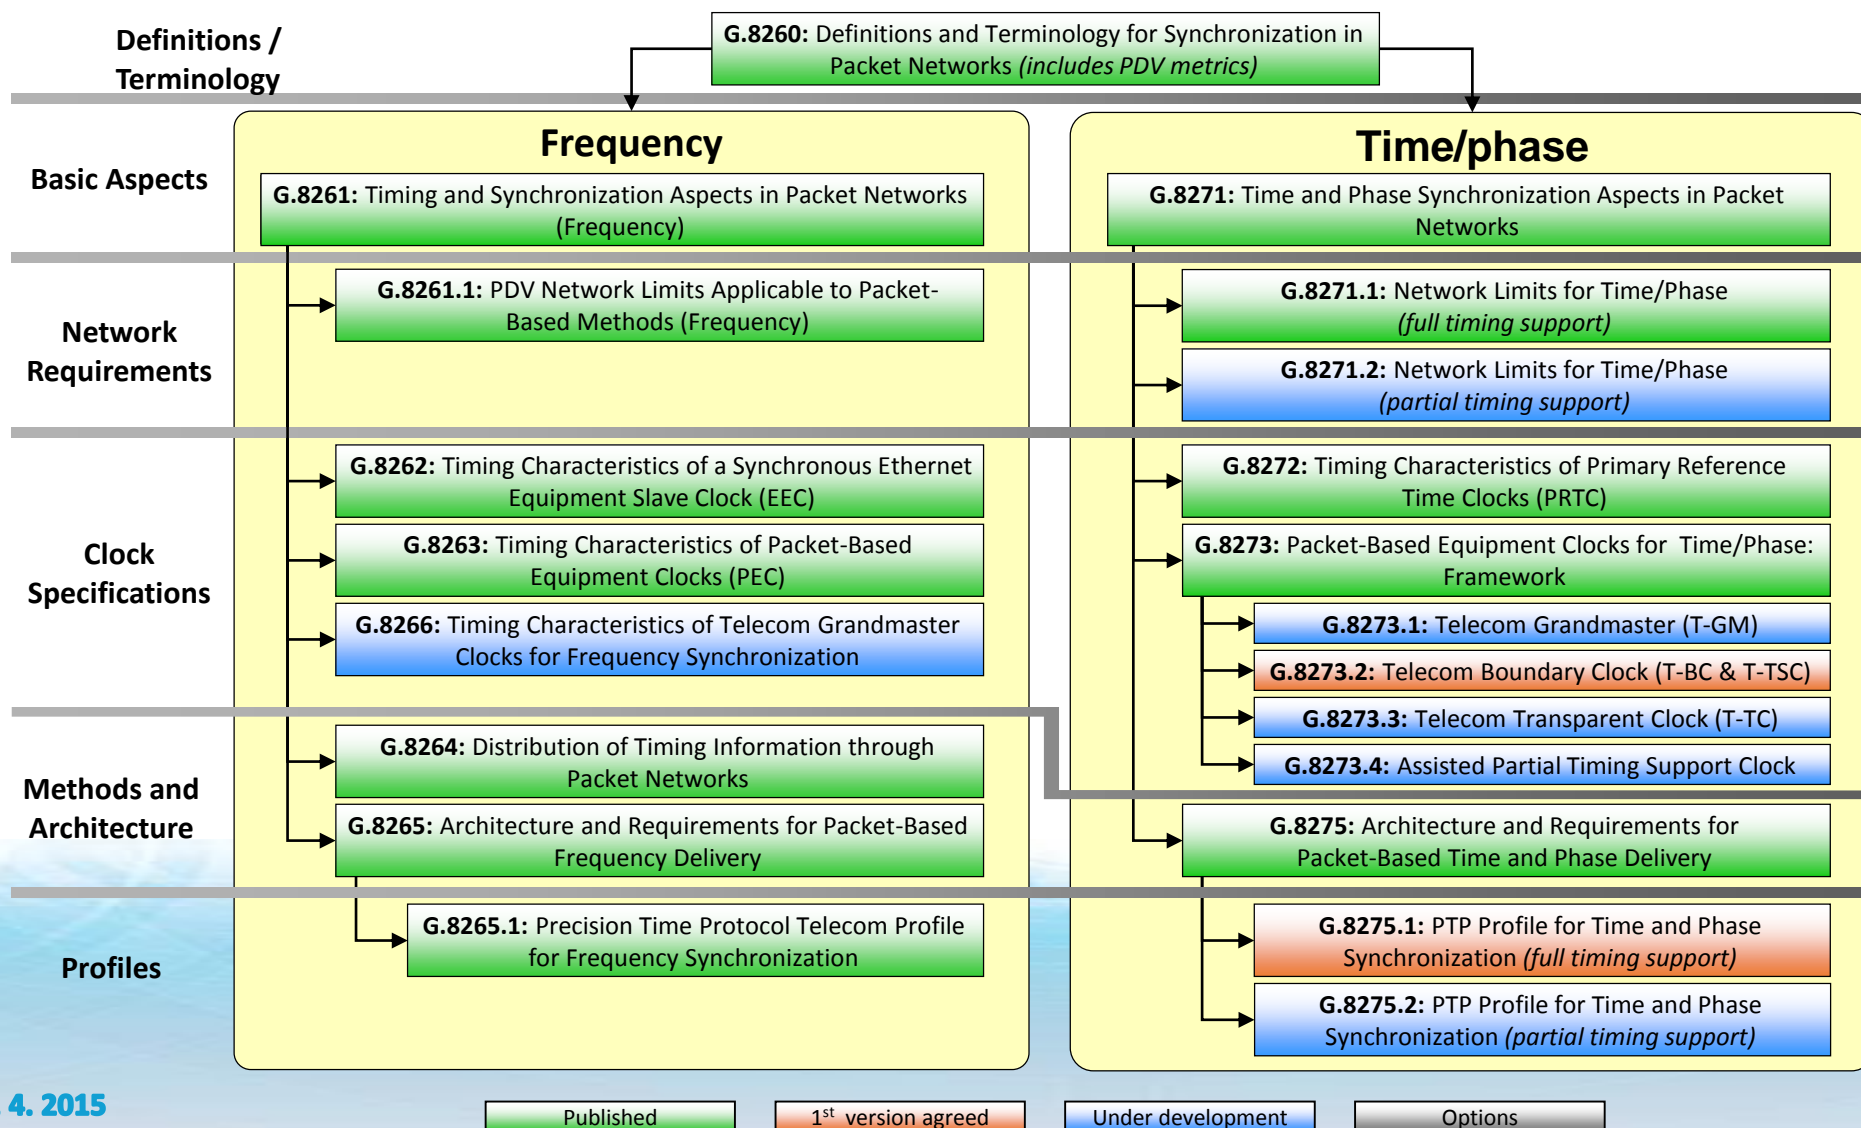 Definitions /
Terminology
G.8260: Definitions and Terminology for Synchronization in
Packet Networks (includes PDV metrics)
Basic Aspects
Frequency
G.8261: Timing and Synchronization Aspects in Packet Networks
(Frequency)
Time/phase
G.8271: Time and Phase Synchronization Aspects in Packet
Networks
Network
Requirements
G.8261.1: PDV Network Limits Applicable to Packet-
Based Methods (Frequency)
G.8271.1: Network Limits for Time/Phase
(full timing support)
G.8271.2: Network Limits for Time/Phase
(partial timing support)
Clock
Specifications
G.8262: Timing Characteristics of a Synchronous Ethernet
Equipment Slave Clock (EEC)
G.8263: Timing Characteristics of Packet-Based
Equipment Clocks (PEC)
G.8266: Timing Characteristics of Telecom Grandmaster
Clocks for Frequency Synchronization
G.8272: Timing Characteristics of Primary Reference
Time Clocks (PRTC)
G.8273: Packet-Based Equipment Clocks for Time/Phase:
Framework
G.8273.1: Telecom Grandmaster (T-GM)
G.8273.2: Telecom Boundary Clock (T-BC & T-TSC)
G.8273.3: Telecom Transparent Clock (T-TC)
G.8273.4: Assisted Partial Timing Support Clock
Methods and
Architecture
G.8264: Distribution of Timing Information through
Packet Networks
G.8265: Architecture and Requirements for Packet-Based
Frequency Delivery
G.8275: Architecture and Requirements for
Packet-Based Time and Phase Delivery
Profiles
G.8265.1: Precision Time Protocol Telecom Profile
for Frequency Synchronization
G.8275.1: PTP Profile for Time and Phase
Synchronization (full timing support)
G.8275.2: PTP Profile for Time and Phase
Synchronization (partial timing support)
4. 2015
Published
1st version agreed
Under development
Options